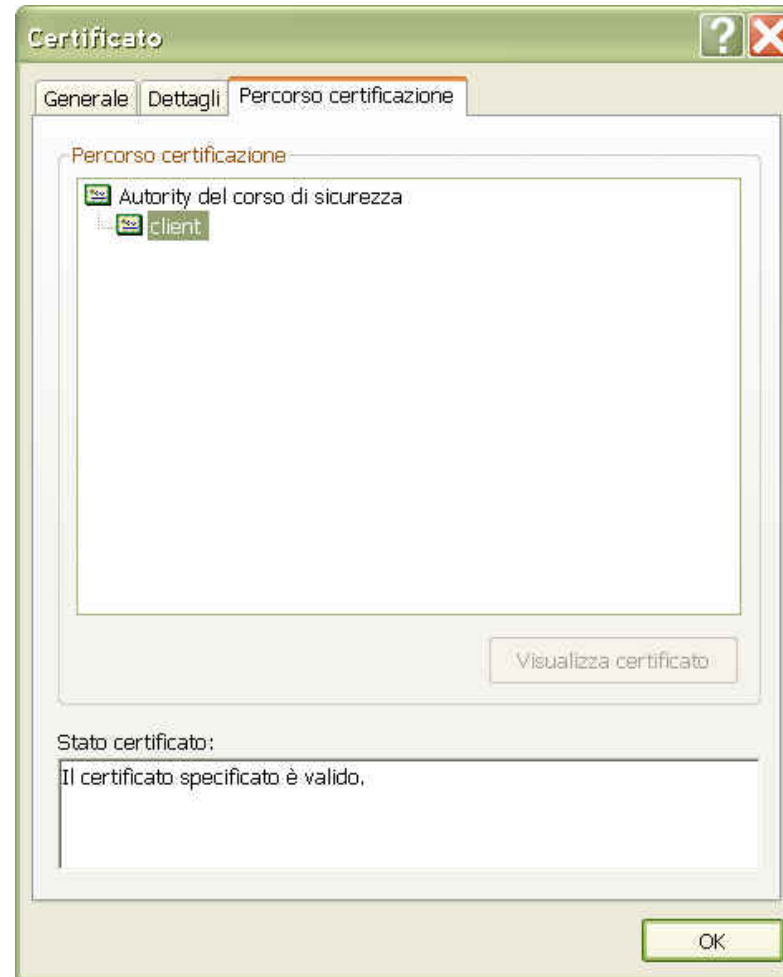 Certificato
Generale Dettagli Percorso certificazione
Percorso certificazione
Autority del corso di sicurezza
client
Visualizza certificato
Stato certificato:
Il certificato specificato è valido.
OK